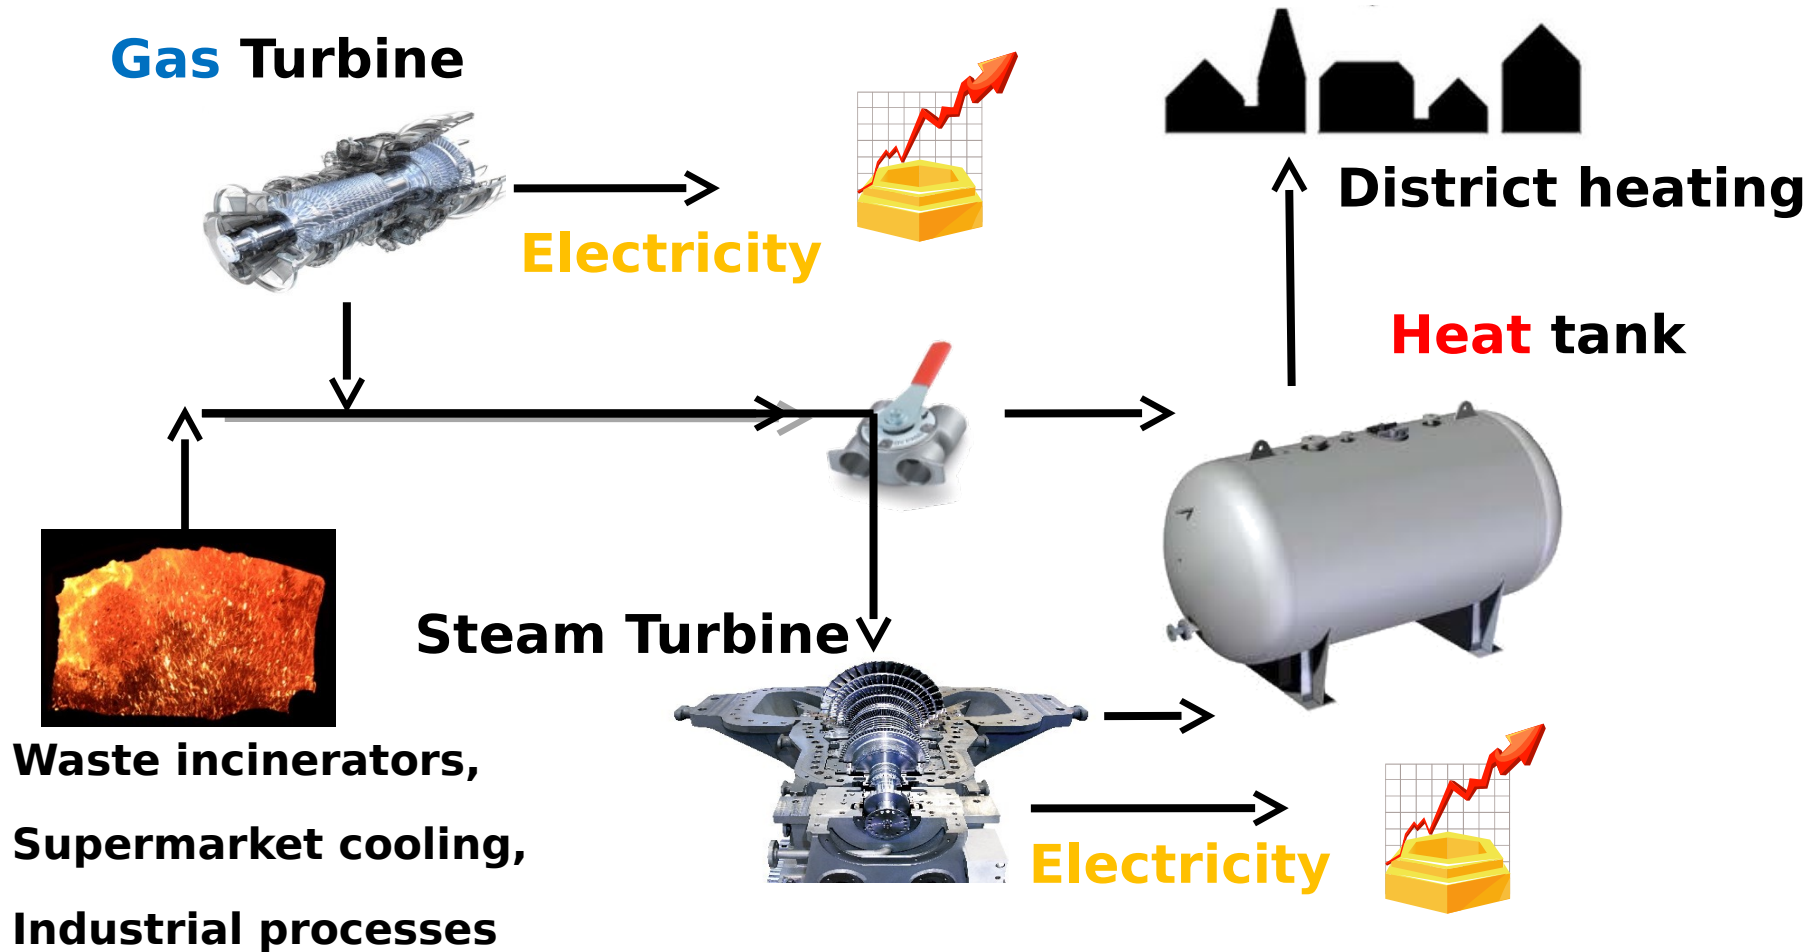 Gas Turbine
Electricity
District heating
Heat tank
Steam Turbine
Waste incinerators,
Supermarket cooling,
Industrial processes
Electricity